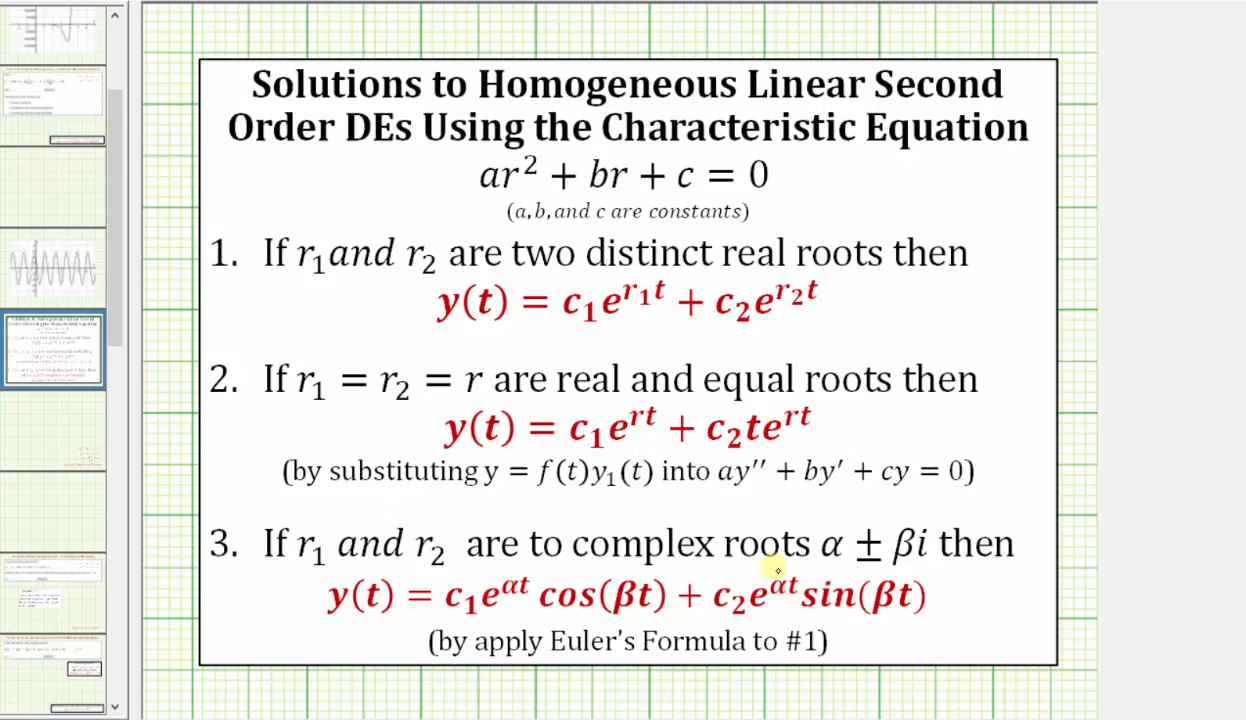 Solutions to Homogeneous Linear Second
Order DEs Using the Characteristic Equation
ar² + br + c = 0
(a, b, and c are constants)
1. If r₁and r₂ are two distinct real roots then
y(t) = c₁e^{r₁t} + c₂e^{r₂t}
2. If r₁ = r₂ = r are real and equal roots then
y(t) = c₁e^{rt} + c₂te^{rt}
(by substituting y = f(t)y₁(t) into ay′′ + by′ + cy = 0)
3. If r₁ and r₂ are to complex roots α ± βi then
y(t) = c₁e^{αt} cos(βt) + c₂e^{αt}sin(βt)
(by apply Euler's Formula to #1)